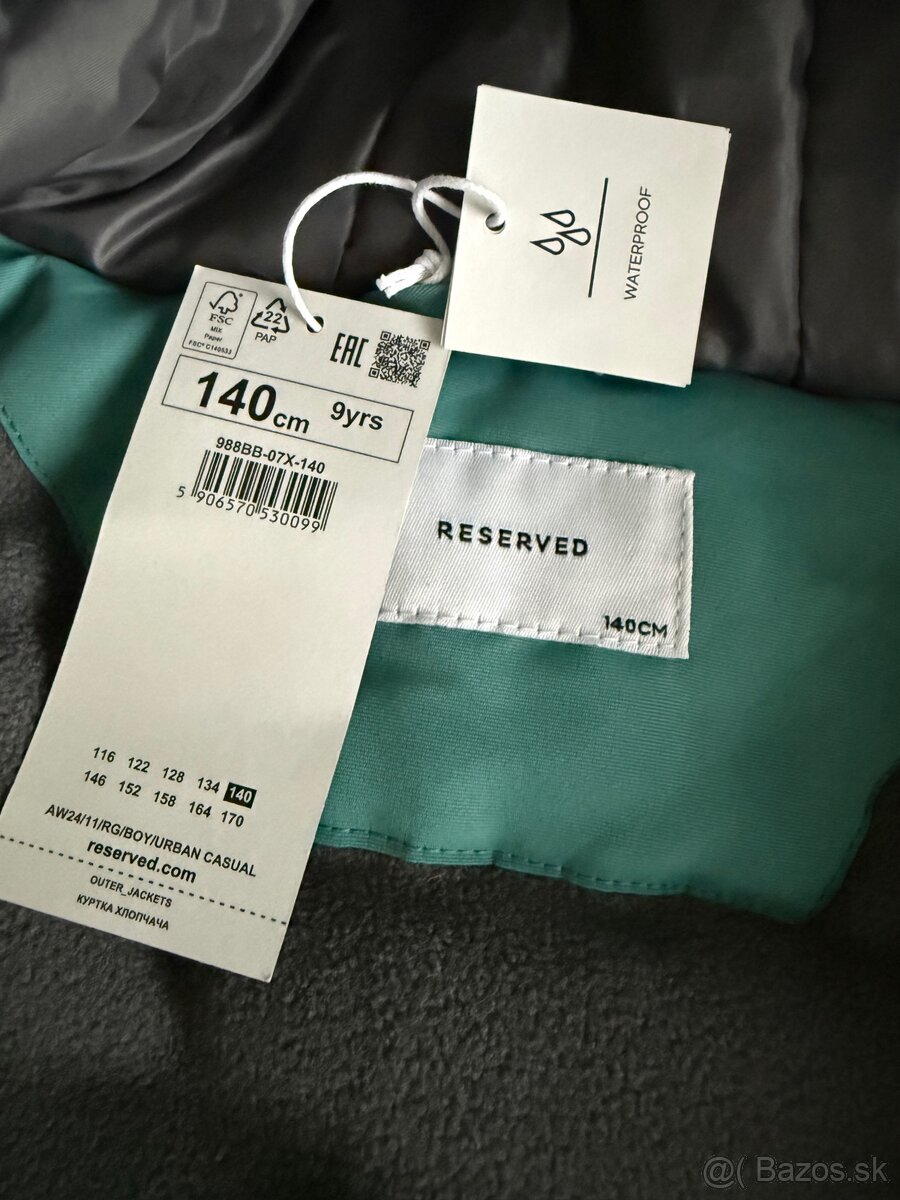 WATERPROOF
FSC
MIX
Paper
FSC® C140533
22
PAP
EAC
140cm 9yrs
988BB-07X-140
5 906570 530099
RESERVED
140CM
116 122 128 134 140
146 152 158 164 170
AW24/11/RG/BOY/URBAN CASUAL
reserved.com
OUTER_JACKETS
КУРТКА ХЛОПЧАЧА
@( Bazos.sk